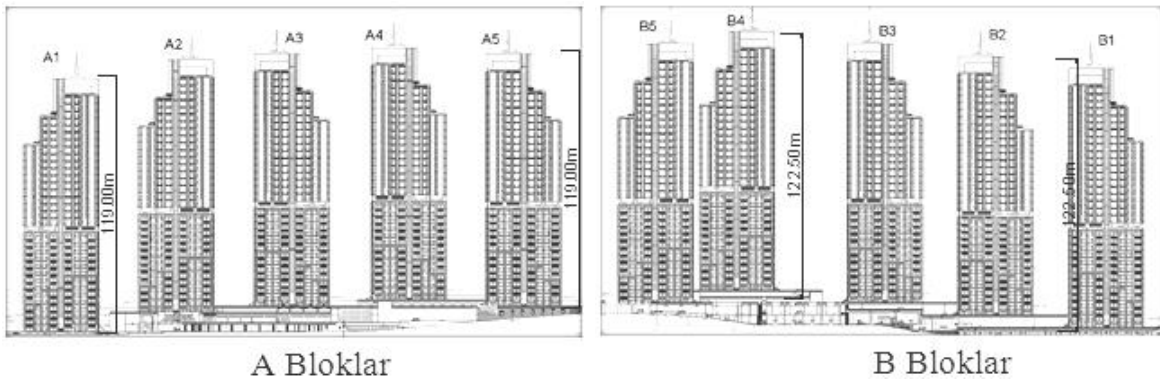 A1
A2
A3
A4
A5
119.00m
119.00m
B5
B4
B3
B2
B1
122.50m
122.50m
A Bloklar
B Bloklar